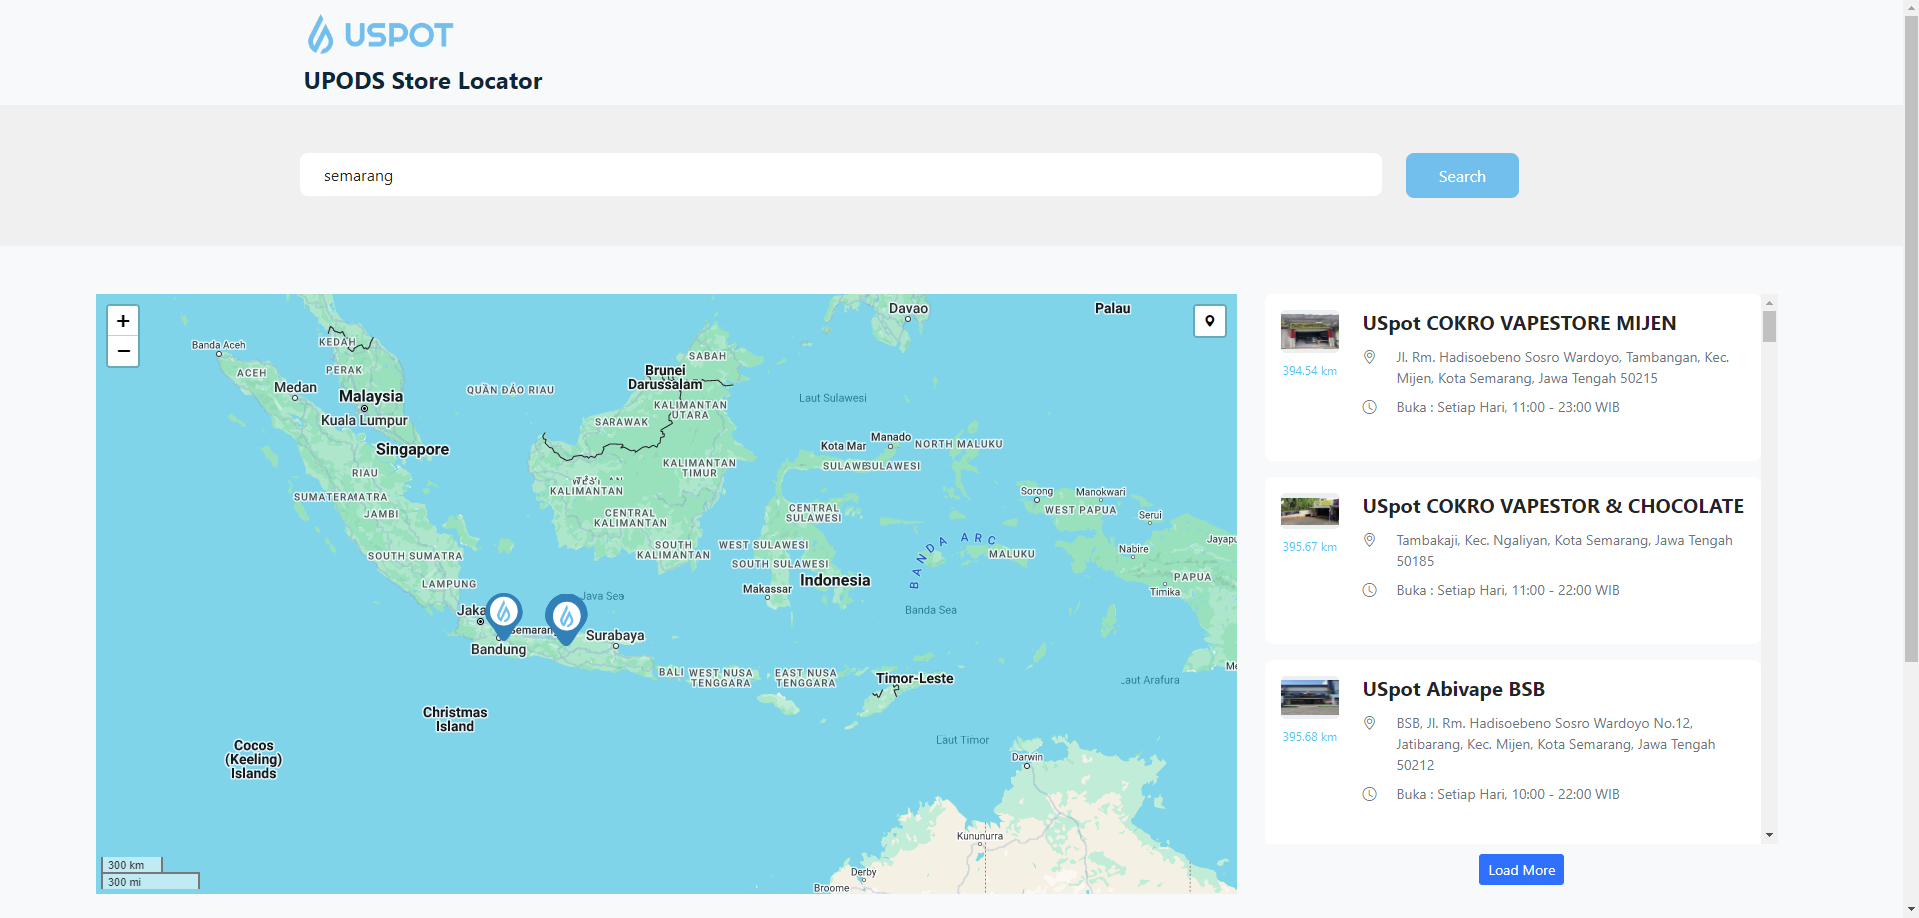 USPOT
UPODS Store Locator
semarang
Search
+
−
Banda Aceh
KEDAH
PERAK
ACEH
Medan
Malaysia
Kuala Lumpur
Singapore
RIAU
SUMATERA
JAMBI
SOUTH SUMATRA
LAMPUNG
QUẦN ĐẢO RIAU
Brunei
Darussalam
SABAH
KALIMANTAN
UTARA
SARAWAK
KALIMANTAN
TIMUR
KALIMANTAN
CENTRAL
KALIMANTAN
SOUTH
KALIMANTAN
Davao
Palau
Laut Sulawesi
Kota Mar
Manado
NORTH MALUKU
SULAWESI
CENTRAL
SULAWESI
WEST SULAWESI
SOUTH SULAWESI
Makassar
Indonesia
BANDA ARC
MALUKU
Banda Sea
Sorong
Manokwari
WEST PAPUA
Serui
Nabire
Jayapu
PAPUA
Timika
Jaka
Java Sea
Semarang
Surabaya
Bandung
BALI
WEST NUSA
TENGGARA
EAST NUSA
TENGGARA
Timor-Leste
Laut Arafura
Me
Christmas
Island
Cocos
(Keeling)
Islands
Laut Timor
Darwin
Kununurra
Derby
Broome
300 km
300 mi
USpot COKRO VAPESTORE MIJEN
Jl. Rm. Hadisoebeno Sosro Wardoyo, Tambangan, Kec.
Mijen, Kota Semarang, Jawa Tengah 50215
394.54 km
Buka : Setiap Hari, 11:00 - 23:00 WIB
USpot COKRO VAPESTOR & CHOCOLATE
Tambakaji, Kec. Ngaliyan, Kota Semarang, Jawa Tengah
50185
395.67 km
Buka : Setiap Hari, 11:00 - 22:00 WIB
USpot Abivape BSB
BSB, Jl. Rm. Hadisoebeno Sosro Wardoyo No.12,
Jatibarang, Kec. Mijen, Kota Semarang, Jawa Tengah
50212
395.68 km
Buka : Setiap Hari, 10:00 - 22:00 WIB
Load More